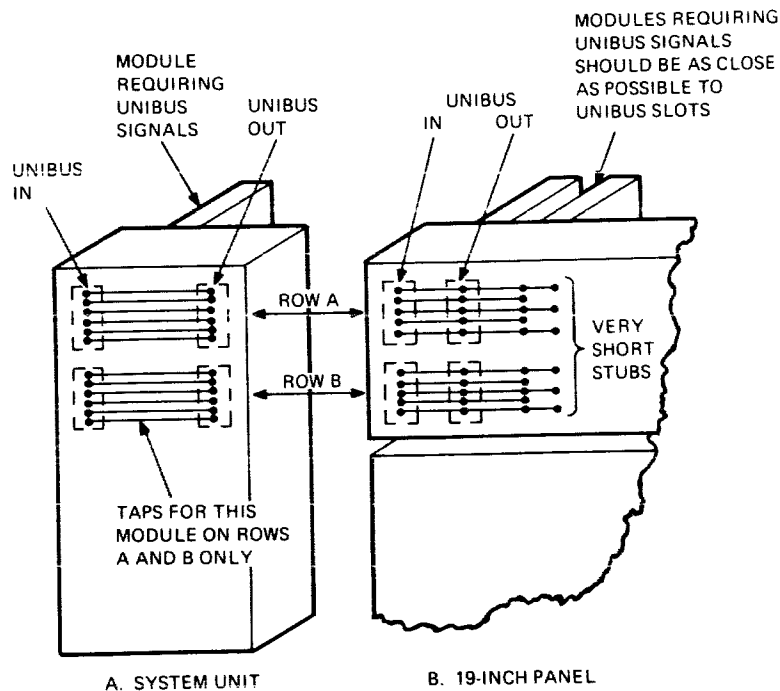 MODULE
REQUIRING
UNIBUS
SIGNALS
UNIBUS
OUT
UNIBUS
IN
MODULES REQUIRING
UNIBUS SIGNALS
SHOULD BE AS CLOSE
AS POSSIBLE TO
UNIBUS SLOTS
UNIBUS
IN OUT
ROW A
ROW B
VERY
SHORT
STUBS
TAPS FOR THIS
MODULE ON ROWS
A AND B ONLY
A. SYSTEM UNIT
B. 19-INCH PANEL